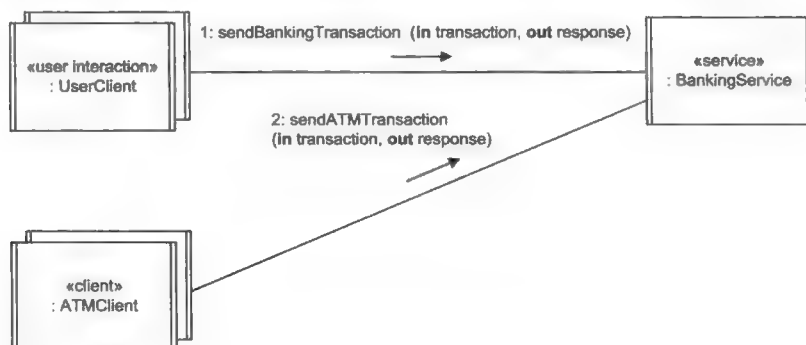 1: sendBankingTransaction (in transaction, out response)
«user interaction»
: UserClient
«service»
: BankingService
2: sendATMTransaction
(in transaction, out response)
«client»
: ATMClient